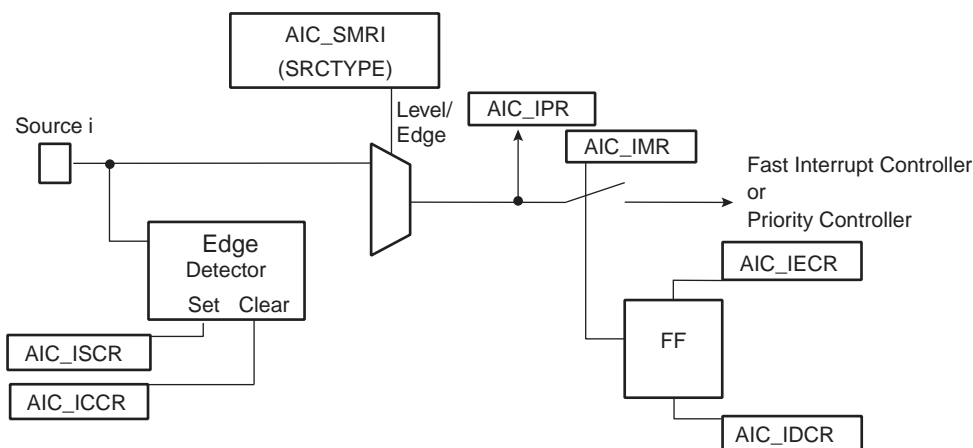 AIC_SMRI
(SRCTYPE)
Level/
Edge
AIC_IPR
Source i
AIC_IMR
Fast Interrupt Controller
or
Priority Controller
Edge
Detector
Set Clear
AIC_IECR
FF
AIC_ISCR
AIC_ICCR
AIC_IDCR